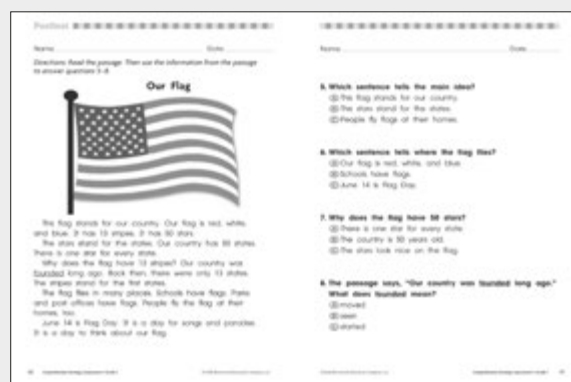 Posttest
Name
Date
Directions: Read the passage. Then use the information from the passage
to answer questions 5–8.
Our Flag
This flag stands for our country. Our flag is red, white,
and blue. It has 13 stripes. It has 50 stars.
The stars stand for the states. Our country has 50 states.
There is one star for every state.
Why does the flag have 13 stripes? Our country was
founded long ago. Back then, there were only 13 states.
The stripes stand for the first states.
The flag flies in many places. Schools have flags. Parks
and post offices have flags. People fly the flag at their
homes, too.
June 14 is Flag Day. It is a day for songs and parades.
It is a day to think about our flag.
Name
Date
5. Which sentence tells the main idea?
Ⓐ This flag stands for our country.
Ⓑ The stars stand for the states.
Ⓒ People fly flags at their homes.
6. Which sentence tells where the flag flies?
Ⓐ Our flag is red, white, and blue.
Ⓑ Schools have flags.
Ⓒ June 14 is Flag Day.
7. Why does the flag have 50 stars?
Ⓐ There is one star for every state.
Ⓑ The country is 50 years old.
Ⓒ The stars look nice on the flag.
8. The passage says, "Our country was founded long ago."
What does founded mean?
Ⓐ moved
Ⓑ seen
Ⓒ started